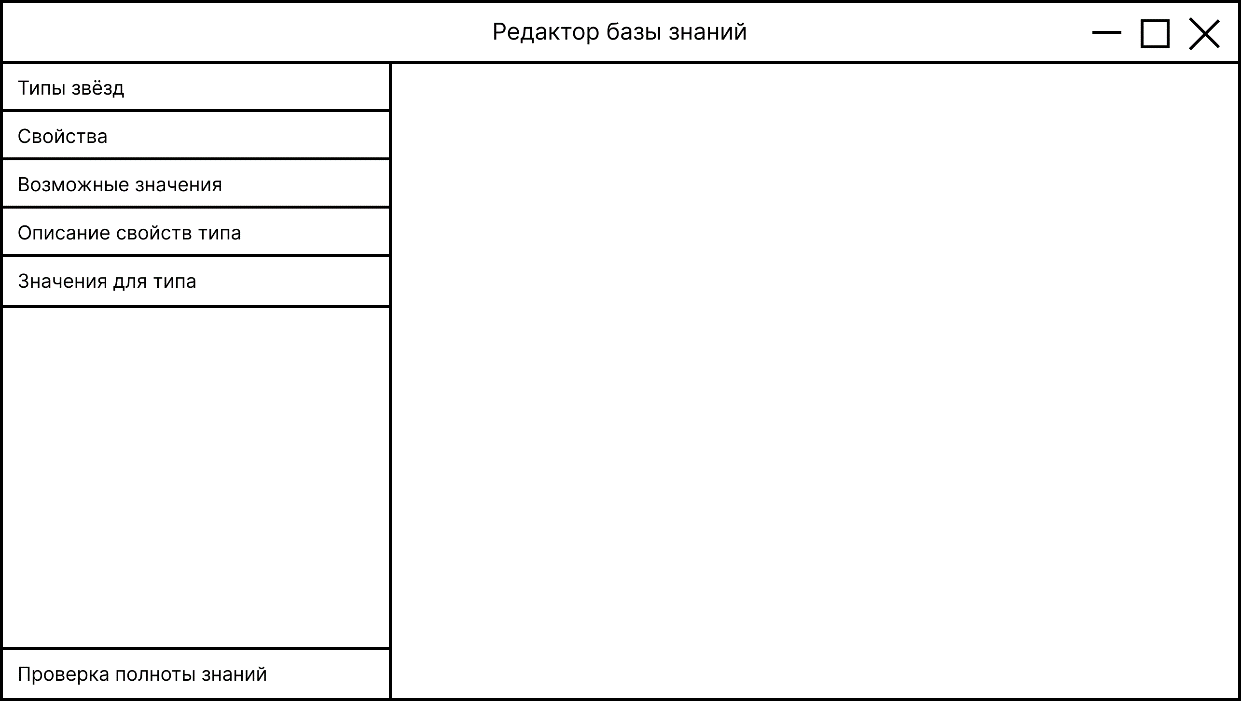 Редактор базы знаний
Типы звёзд
Свойства
Возможные значения
Описание свойств типа
Значения для типа
Проверка полноты знаний